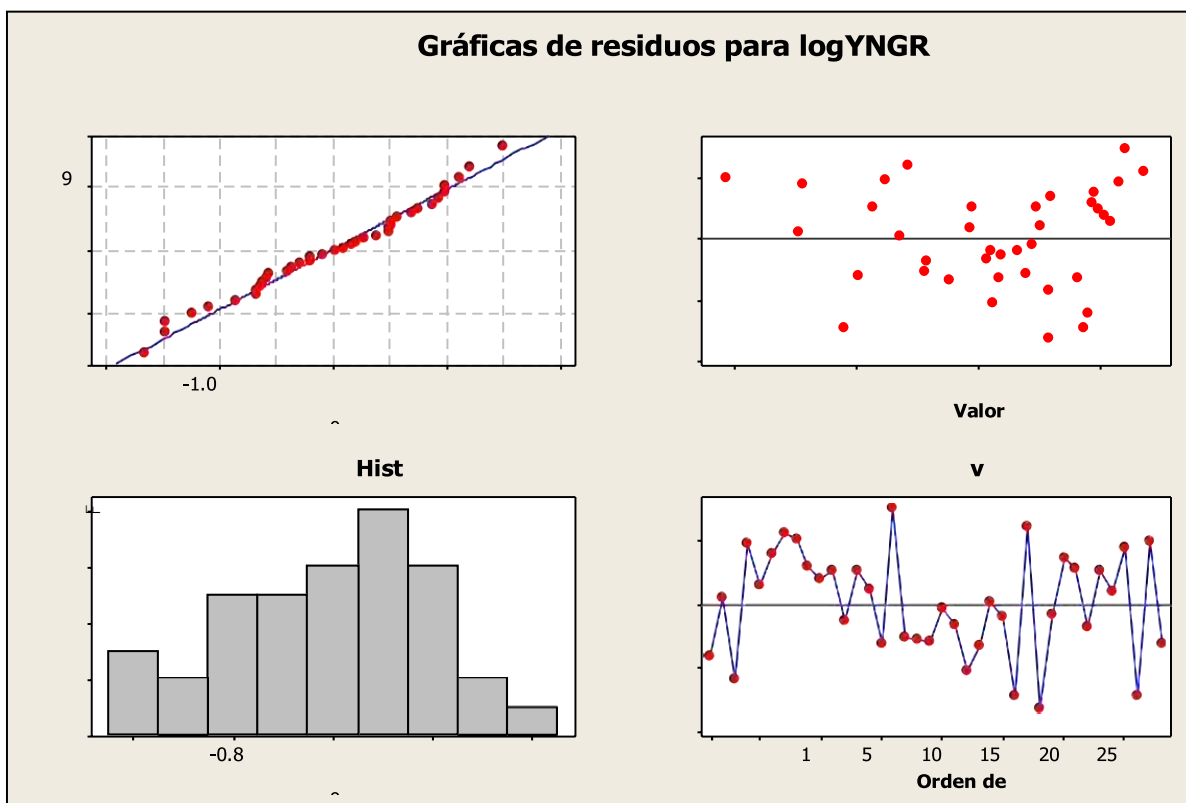 Gráficas de residuos para logYNGR
9
-1.0
Valor
Hist
v
-0.8
1 5 10 15 20 25
Orden de